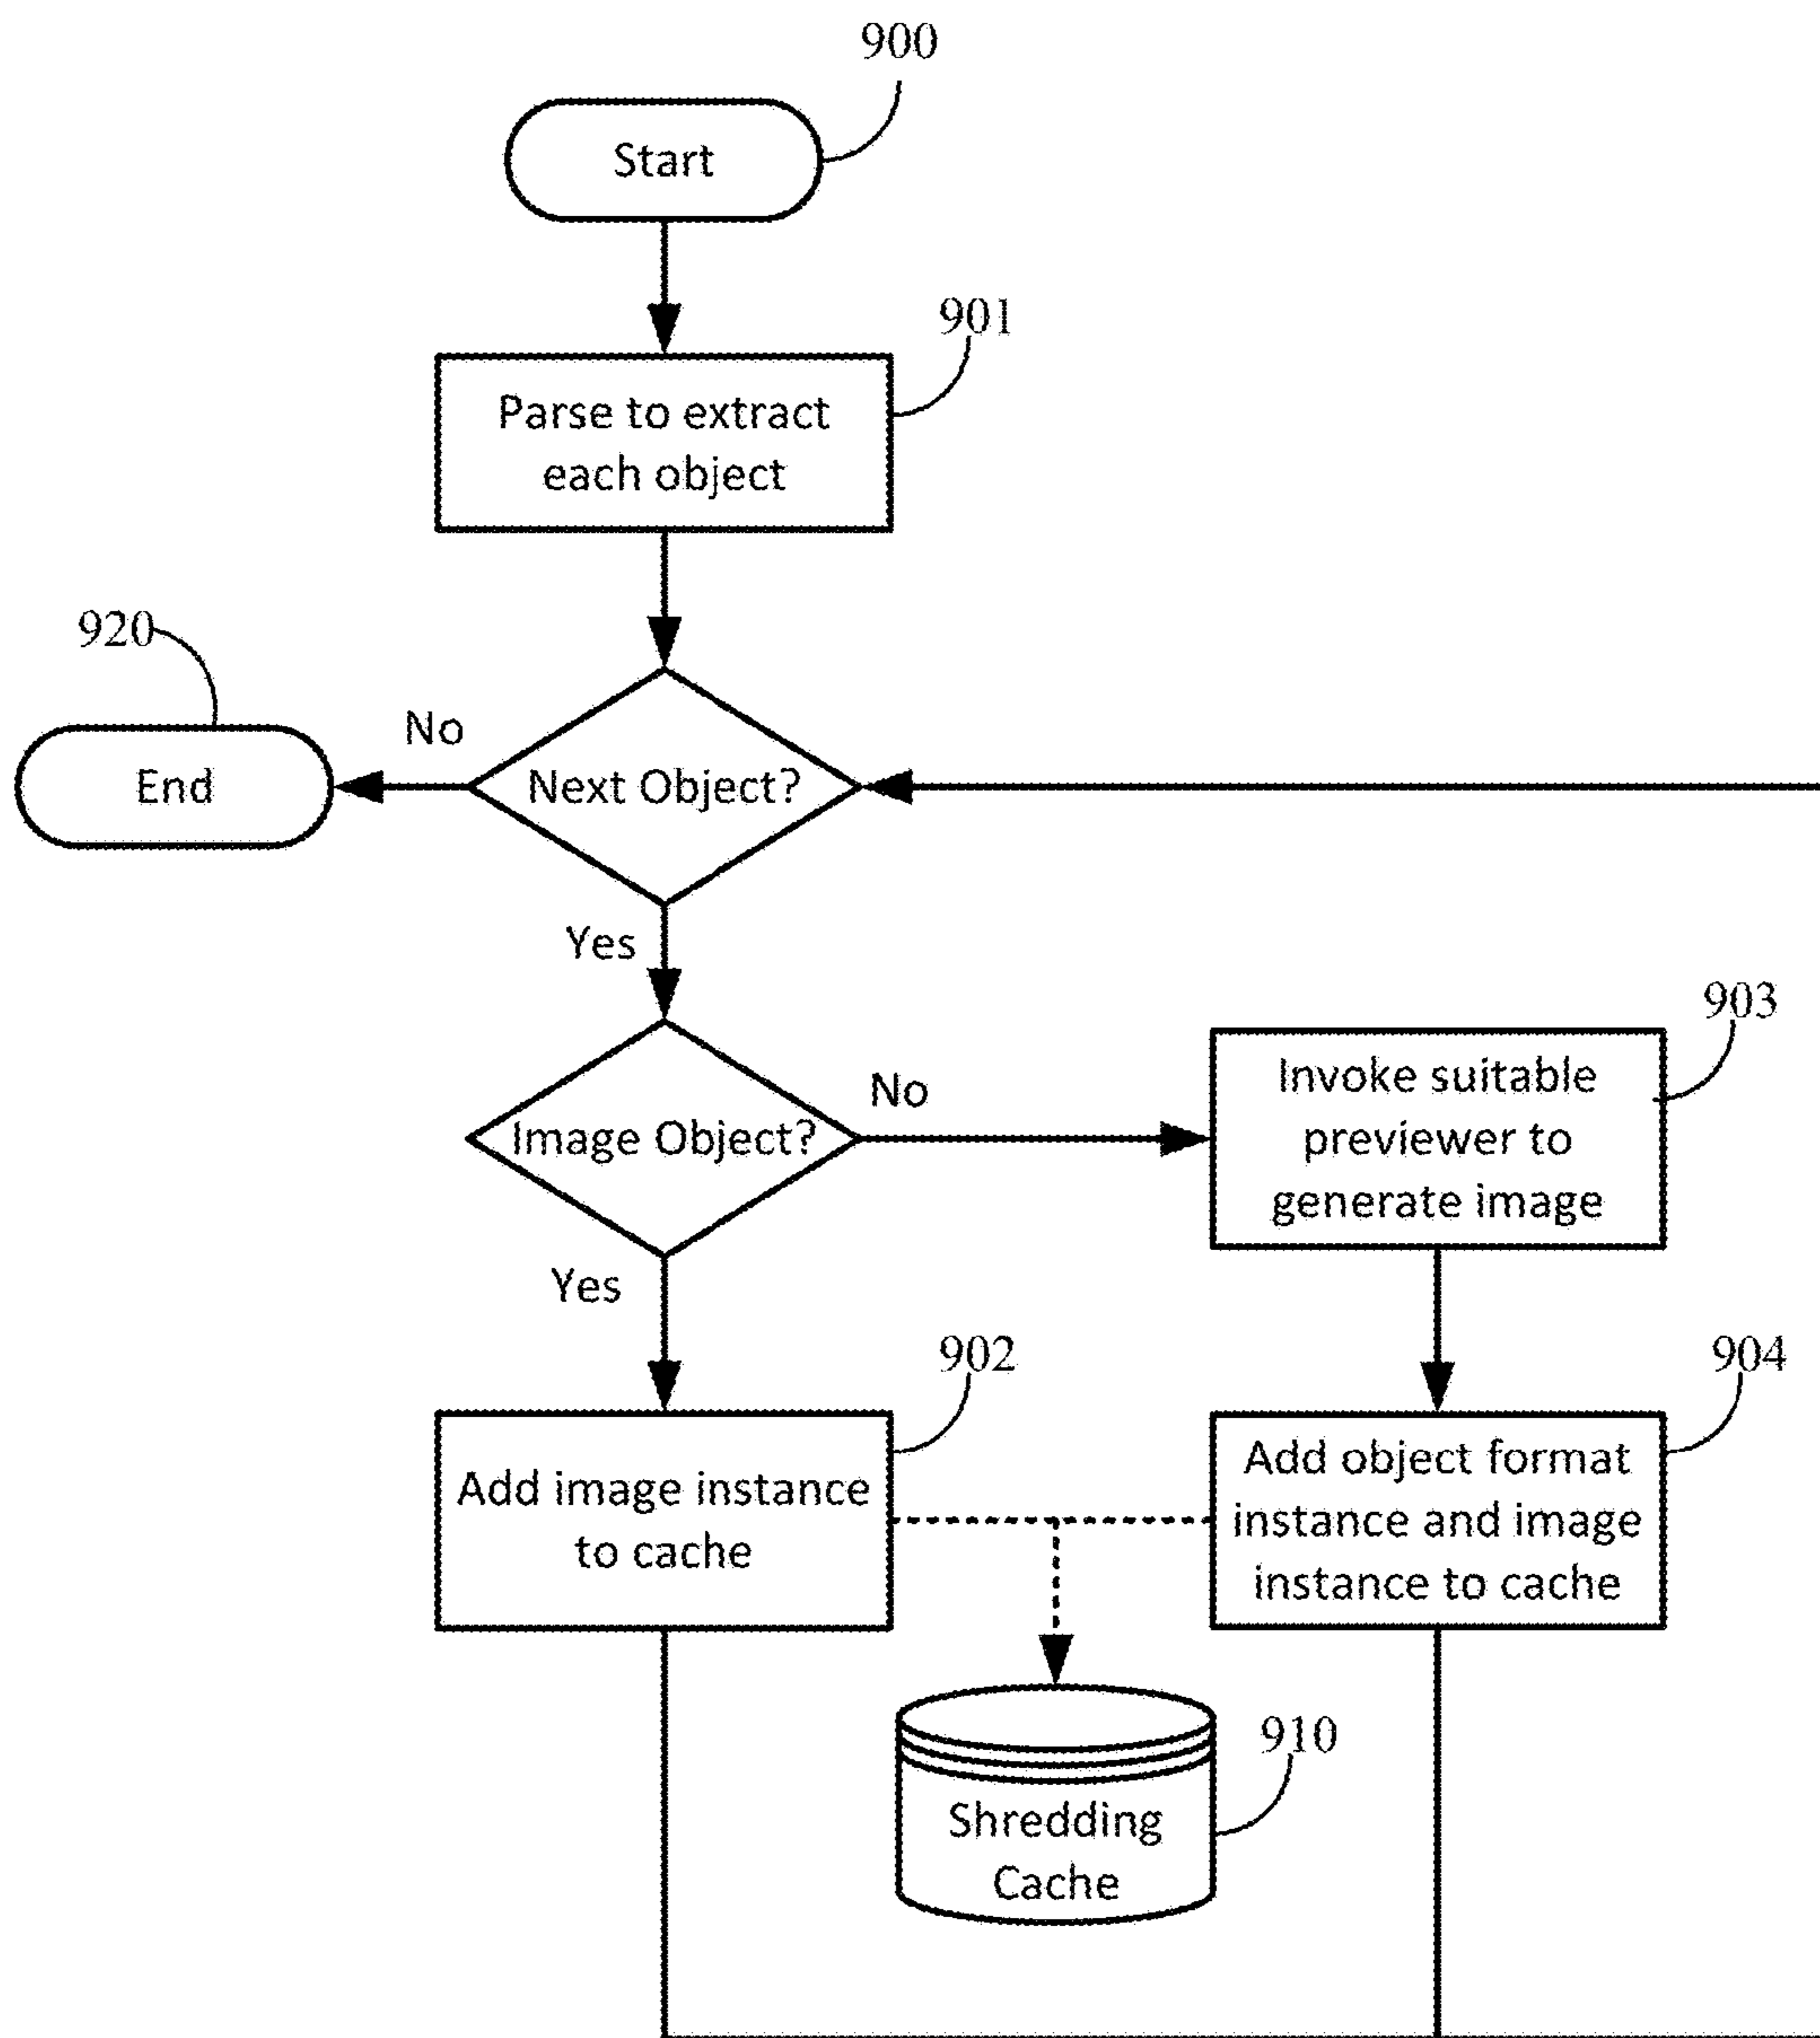 900
Start
901
Parse to extract
each object
920
No
End
Next Object?
Yes
903
No
Invoke suitable
previewer to
generate image
Image Object?
Yes
902
904
Add image instance
to cache
Add object format
instance and image
instance to cache
910
Shredding
Cache